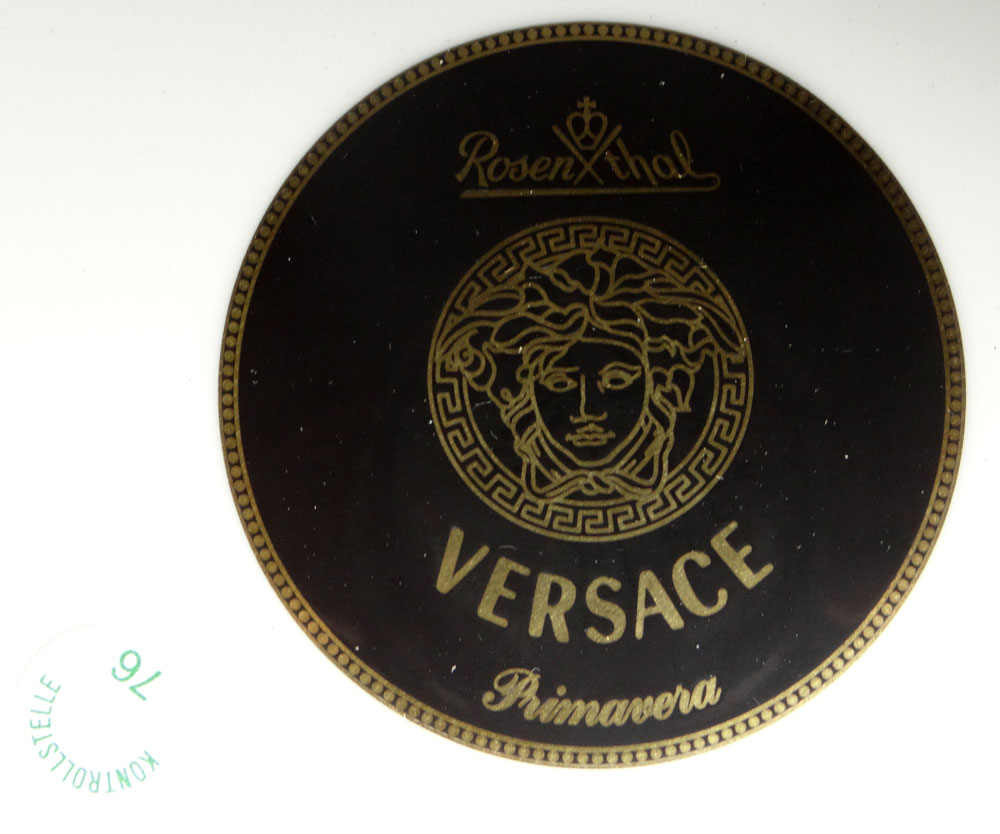 Rosenthal
VERSACE
Primavera
76
KONTROLLSTELLE